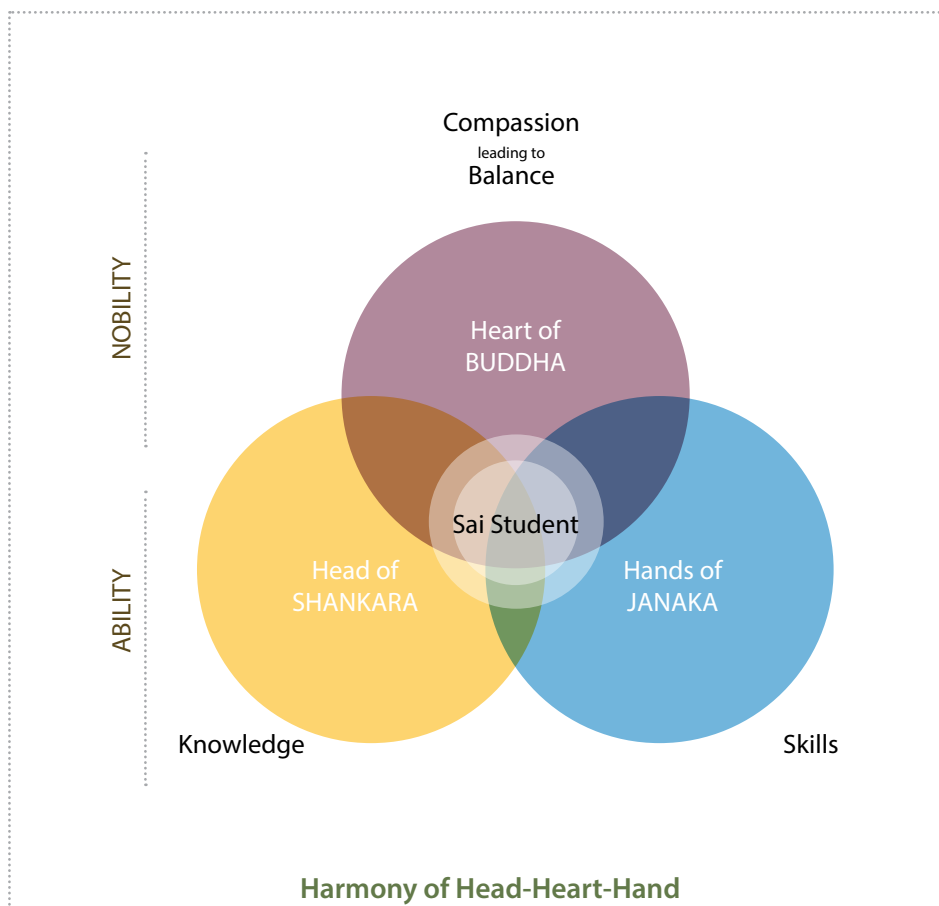 Compassion
leading to
Balance
NOBILITY
Heart of
BUDDHA
Sai Student
Head of
SHANKARA
Hands of
JANAKA
ABILITY
Knowledge
Skills
Harmony of Head-Heart-Hand